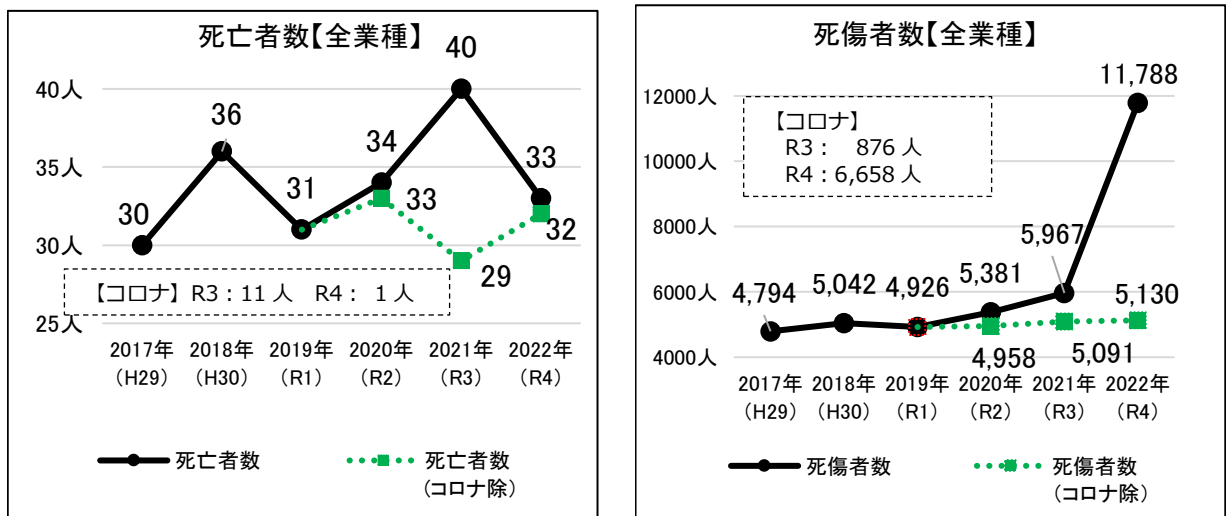 死亡者数【全業種】
40人
35人
30人
25人
30
36
31
34
40
33
33
29
32
【コロナ】R3：11人　R4：　1人
2017年
（H29）
2018年
（H30）
2019年
（R1）
2020年
（R2）
2021年
（R3）
2022年
（R4）
死亡者数
死亡者数
（コロナ除）
死傷者数【全業種】
12000人
10000人
8000人
6000人
4000人
【コロナ】
R3：　876 人
R4：6,658 人
4,794
5,042
4,926
5,381
5,967
11,788
4,958
5,091
5,130
2017年
（H29）
2018年
（H30）
2019年
（R1）
2020年
（R2）
2021年
（R3）
2022年
（R4）
死傷者数
死傷者数
（コロナ除）